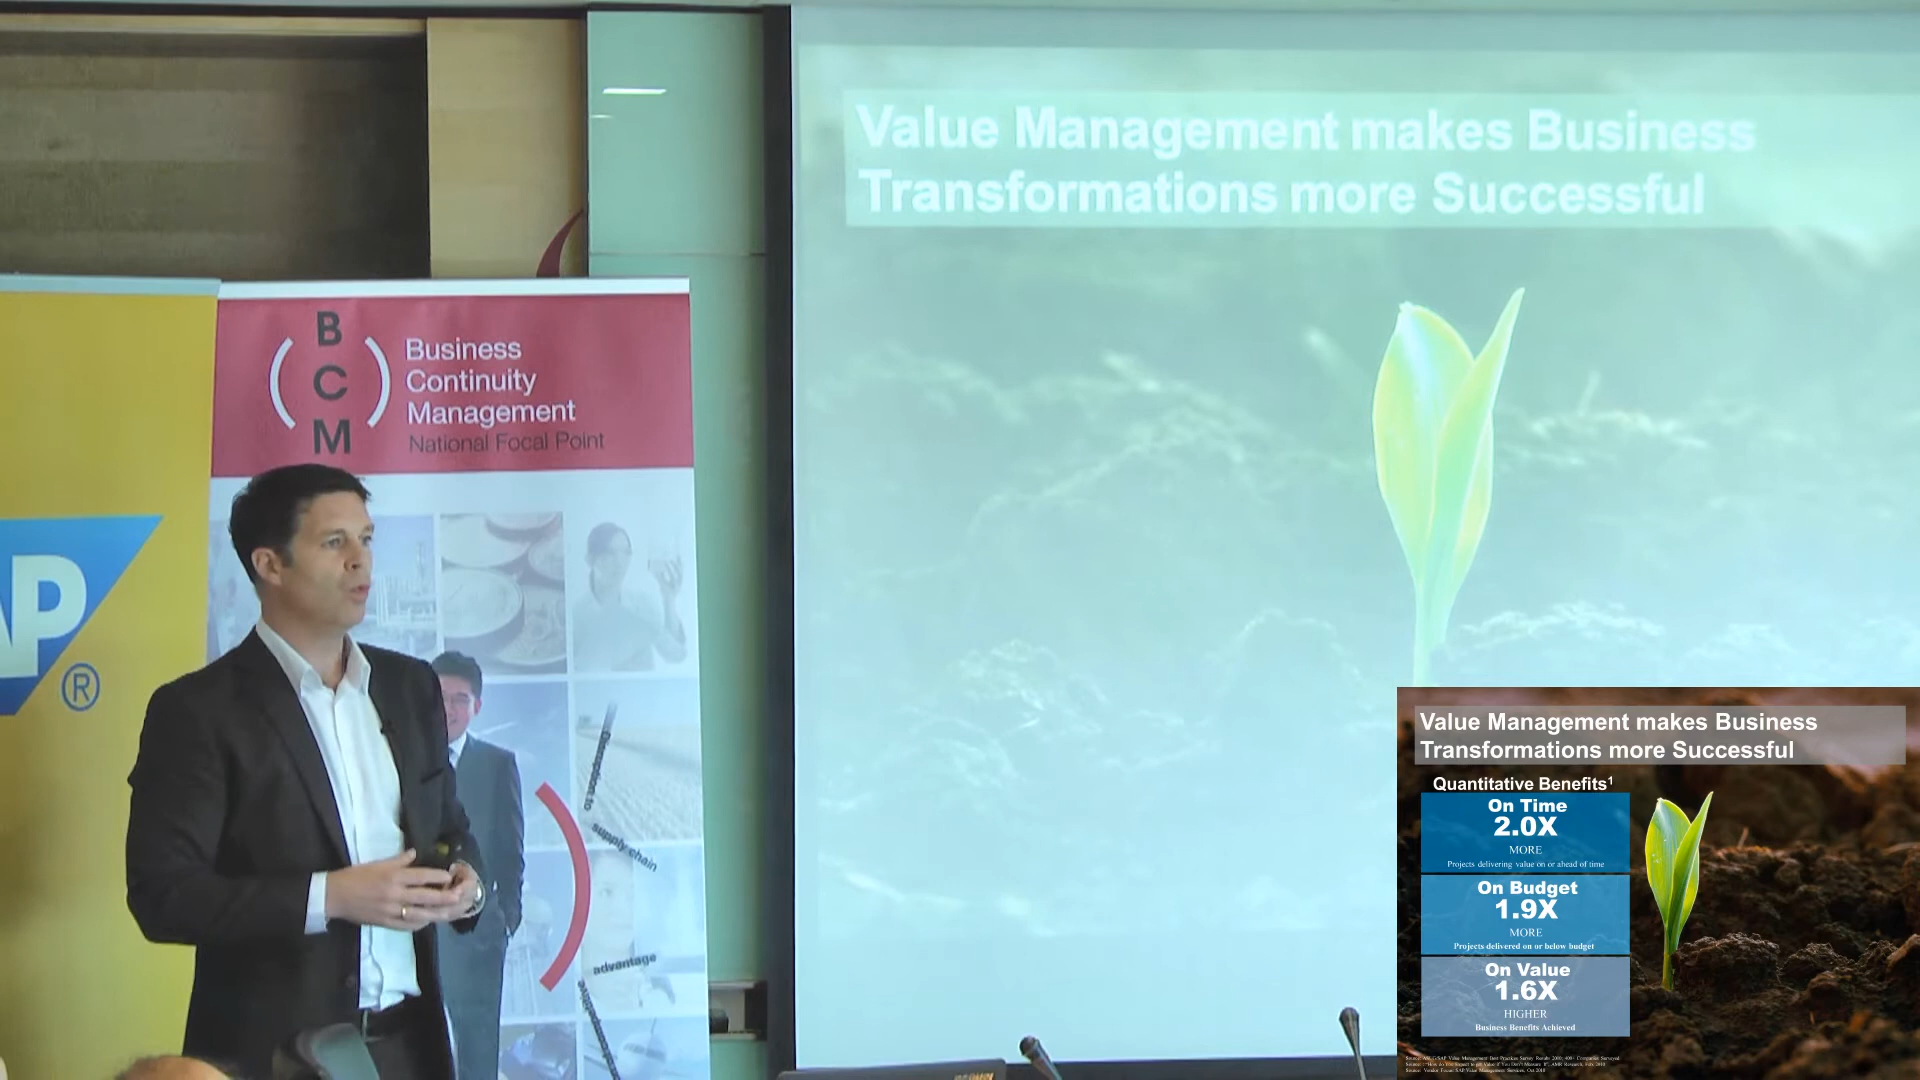 Value Management makes Business
Transformations more Successful
B
C
M
Business
Continuity
Management
National Focal Point
AP
®
Disruption to
supply chain
advantage
Value Management makes Business
Transformations more Successful
Quantitative Benefits¹
On Time
2.0X
MORE
Projects delivering value on or ahead of time
On Budget
1.9X
MORE
Projects delivered on or below budget
On Value
1.6X
HIGHER
Business Benefits Achieved